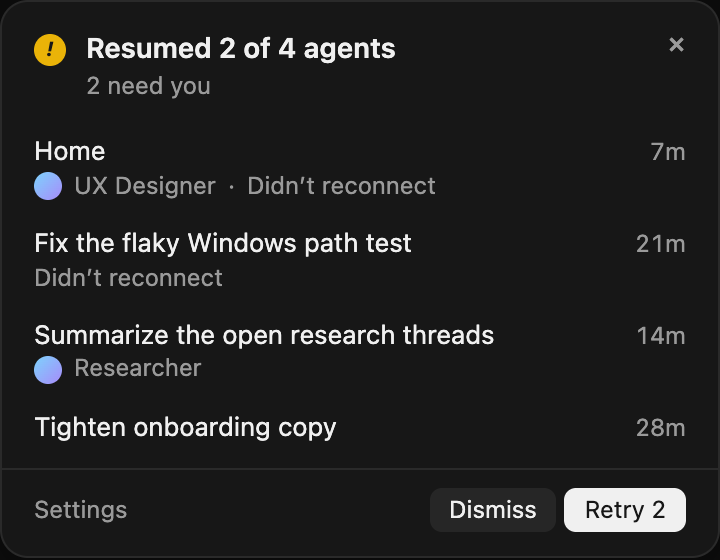 ! Resumed 2 of 4 agents ×
2 need you
Home 7m
UX Designer · Didn’t reconnect
Fix the flaky Windows path test 21m
Didn’t reconnect
Summarize the open research threads 14m
Researcher
Tighten onboarding copy 28m
Settings Dismiss Retry 2